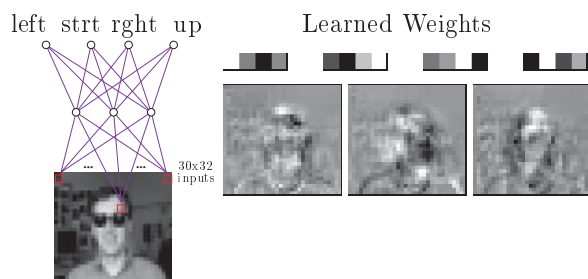 left strt rght up
Learned Weights
... ...
30x32
inputs